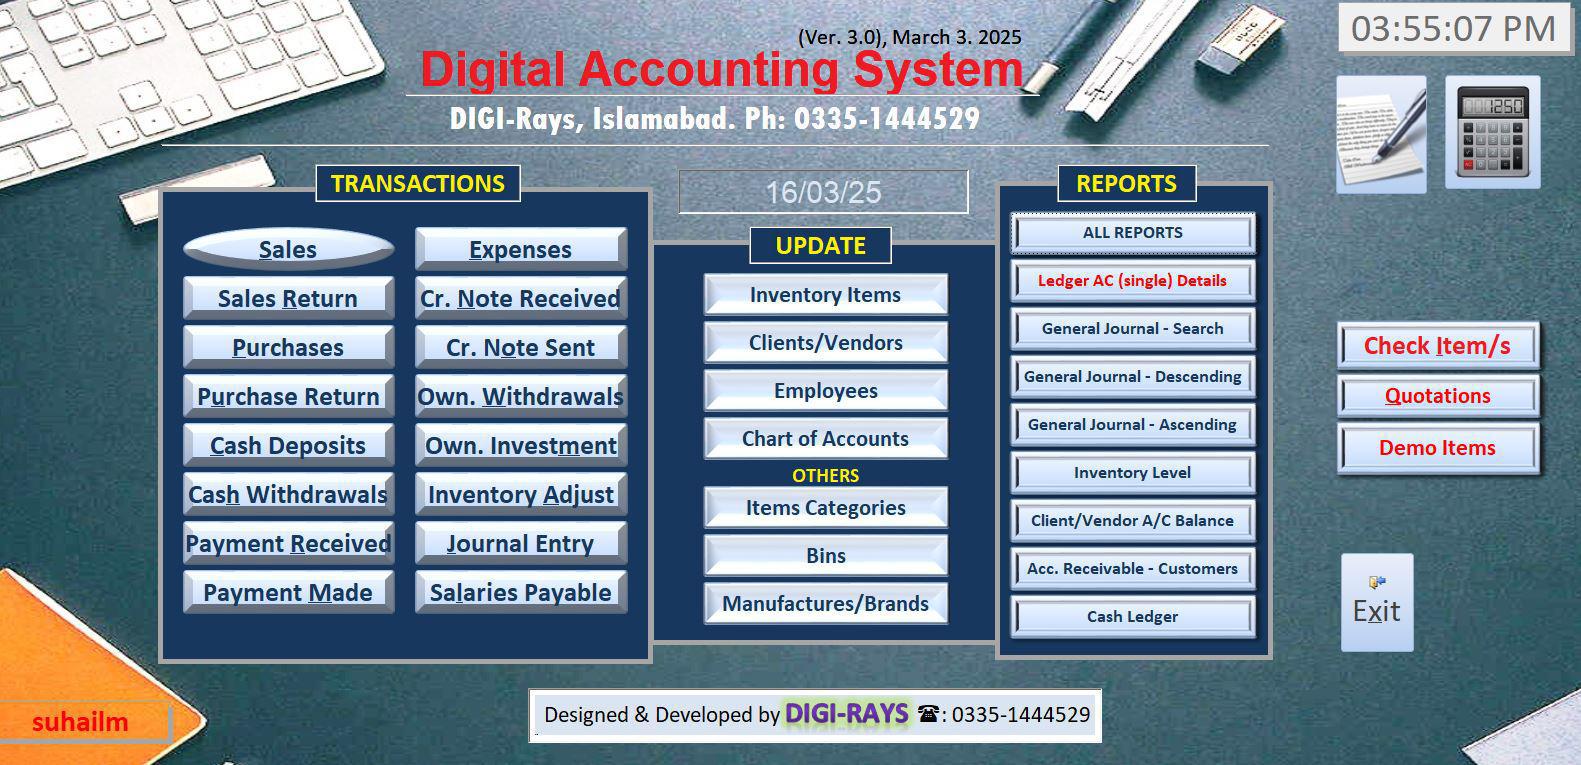 03:55:07 PM
(Ver. 3.0), March 3. 2025
Digital Accounting System
DIGI-Rays, Islamabad. Ph: 0335-1444529
TRANSACTIONS
Sales
Expenses
Sales Return
Cr. Note Received
Purchases
Cr. Note Sent
Purchase Return
Own. Withdrawals
Cash Deposits
Own. Investment
Cash Withdrawals
Inventory Adjust
Payment Received
Journal Entry
Payment Made
Salaries Payable
16/03/25
UPDATE
Inventory Items
Clients/Vendors
Employees
Chart of Accounts
OTHERS
Items Categories
Bins
Manufactures/Brands
REPORTS
ALL REPORTS
Ledger AC (single) Details
General Journal - Search
General Journal - Descending
General Journal - Ascending
Inventory Level
Client/Vendor A/C Balance
Acc. Receivable - Customers
Cash Ledger
1250
Check Item/s
Quotations
Demo Items
Exit
suhailm
Designed & Developed by DIGI-RAYS ☎: 0335-1444529